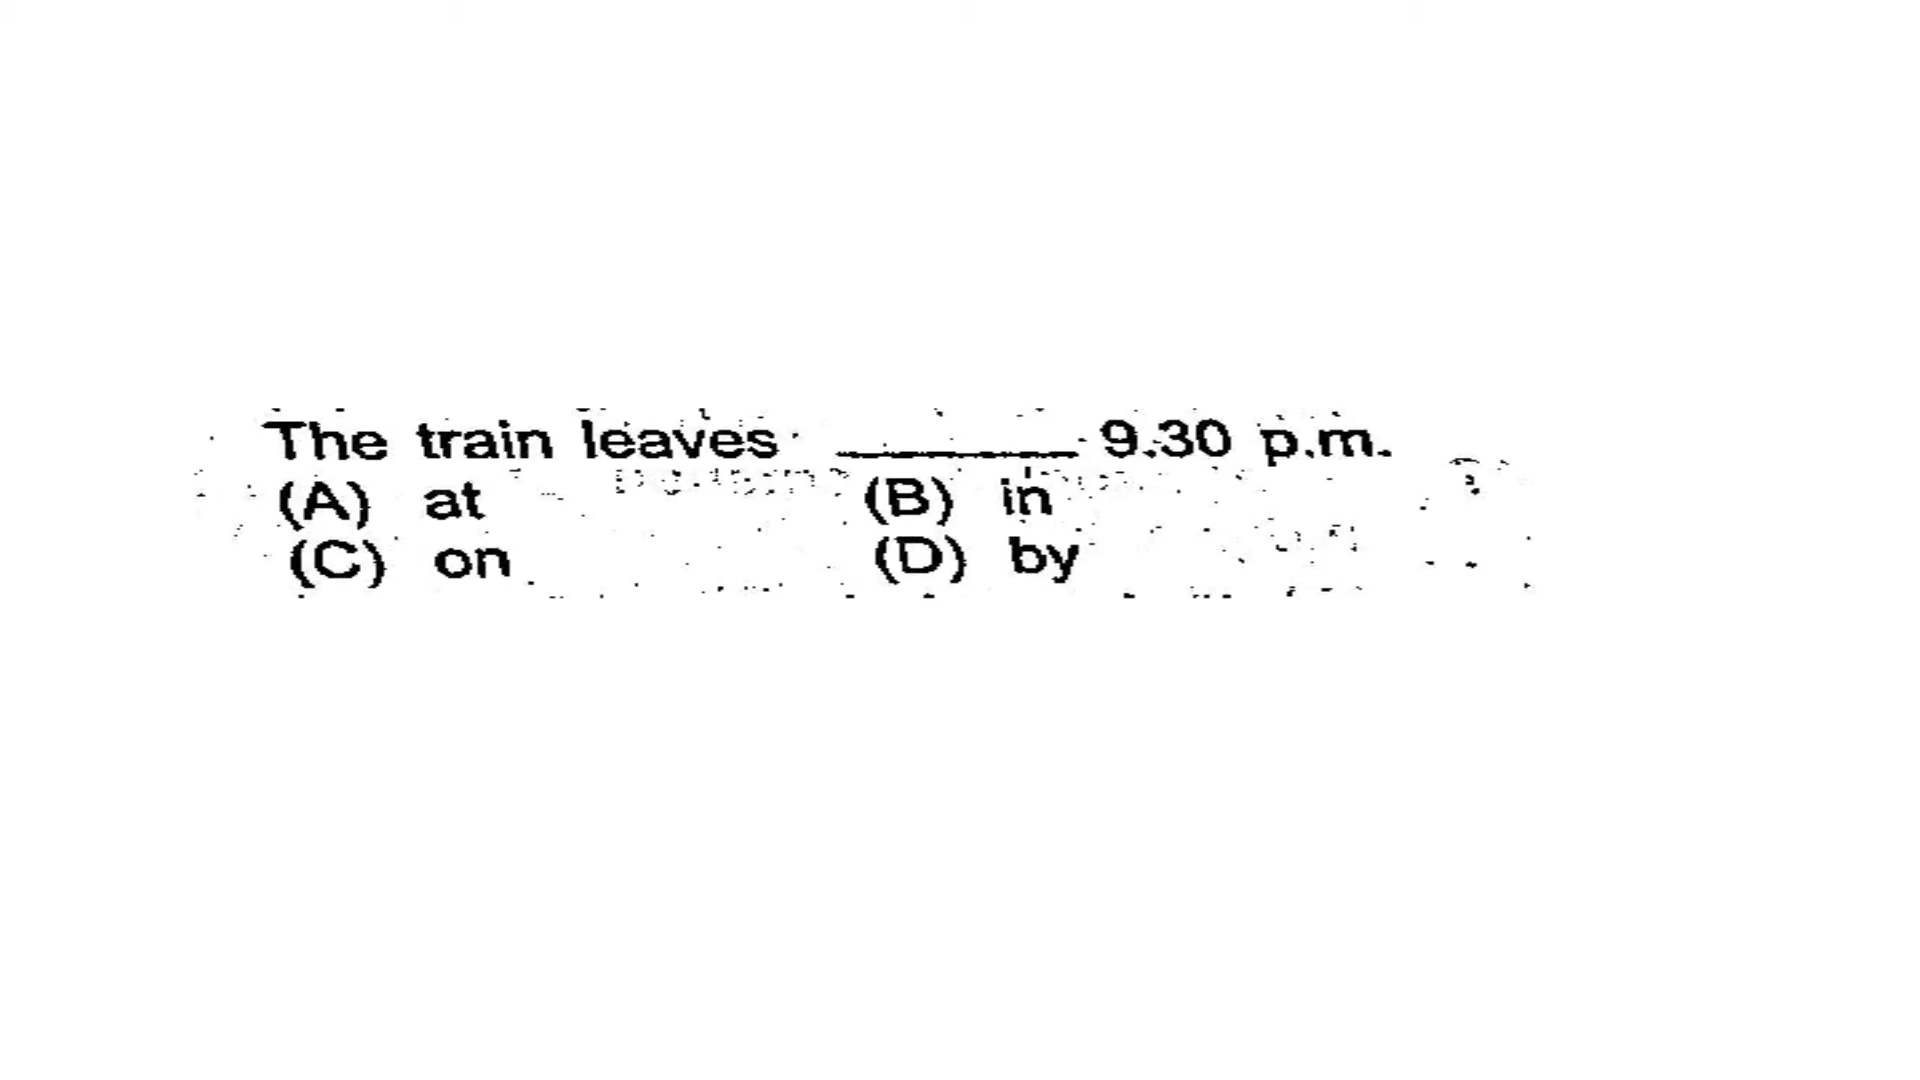 The train leaves ________ 9.30 p.m.
(A) at (B) in
(C) on (D) by